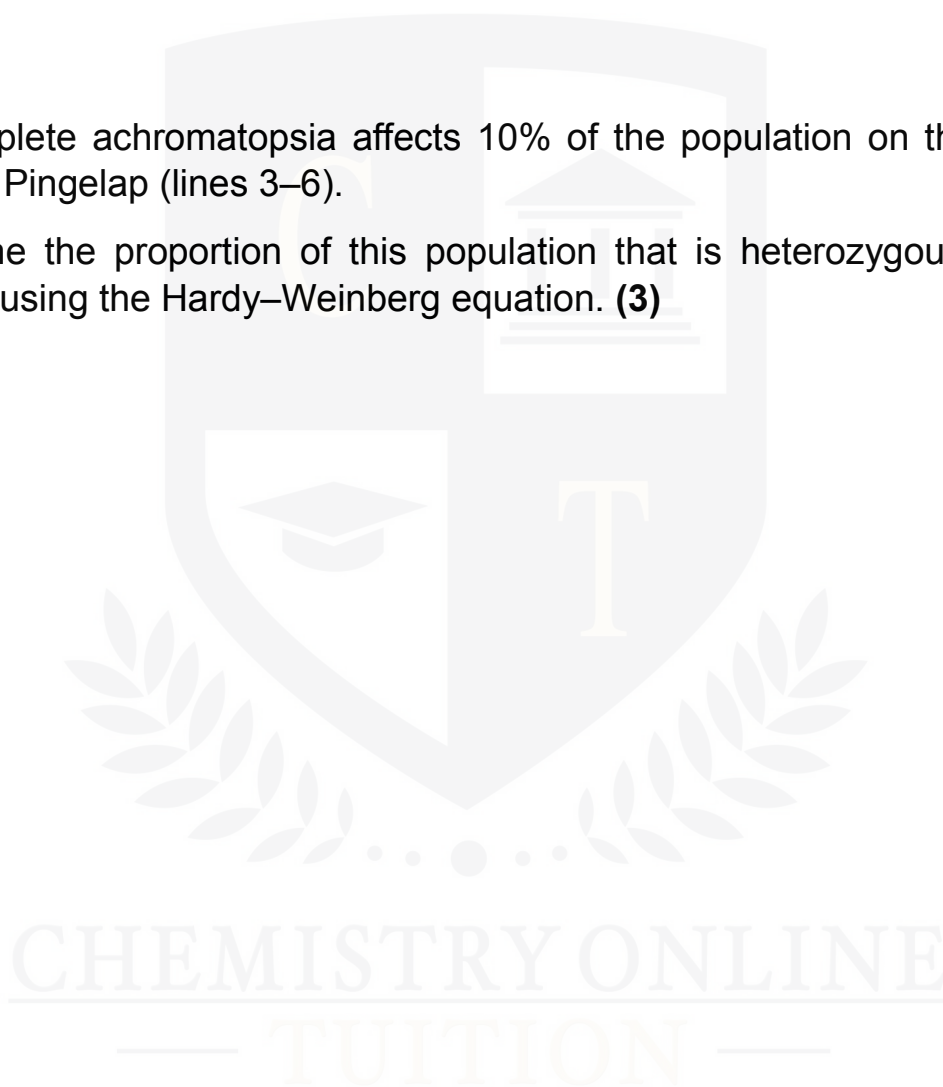 plete achromatopsia affects 10% of the population on th
Pingelap (lines 3–6).
ne the proportion of this population that is heterozygou
using the Hardy–Weinberg equation. (3)
C
T
CHEMISTRY ONLINE
TUITION